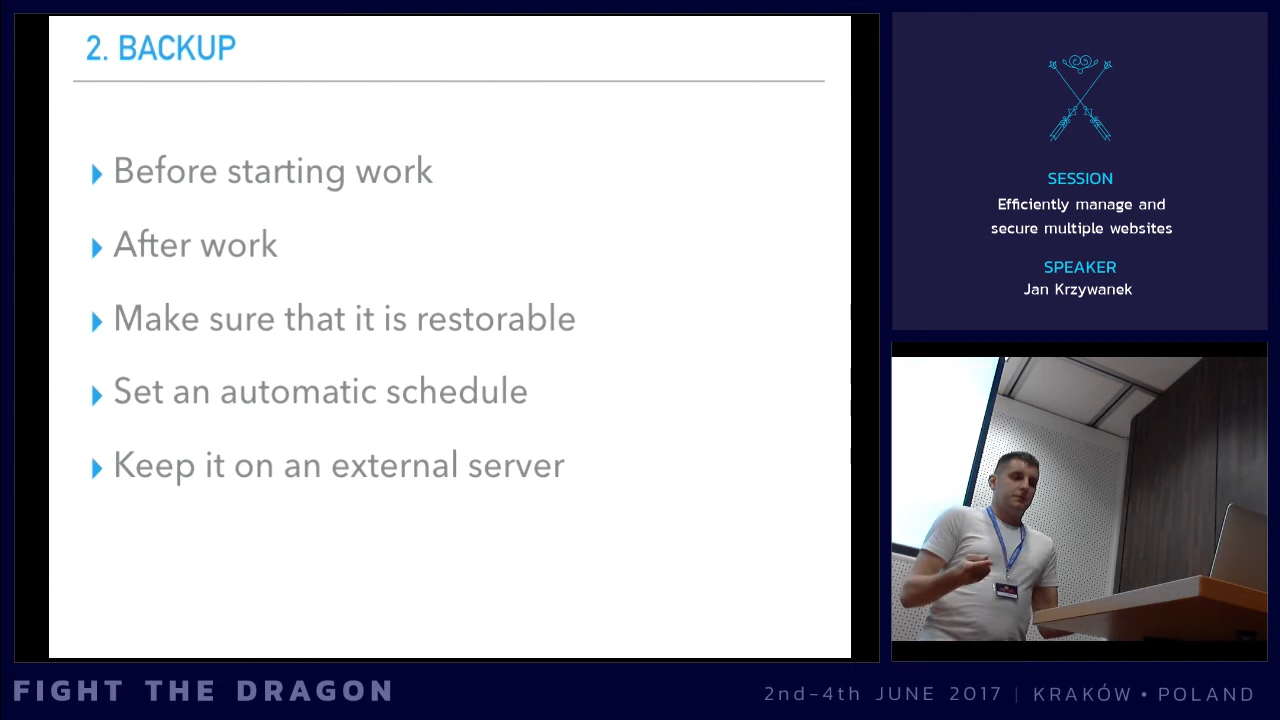 2. BACKUP
Before starting work
After work
Make sure that it is restorable
Set an automatic schedule
Keep it on an external server
SESSION
Efficiently manage and
secure multiple websites
SPEAKER
Jan Krzywanek
FIGHT THE DRAGON
2nd-4th JUNE 2017 | KRAKÓW • POLAND